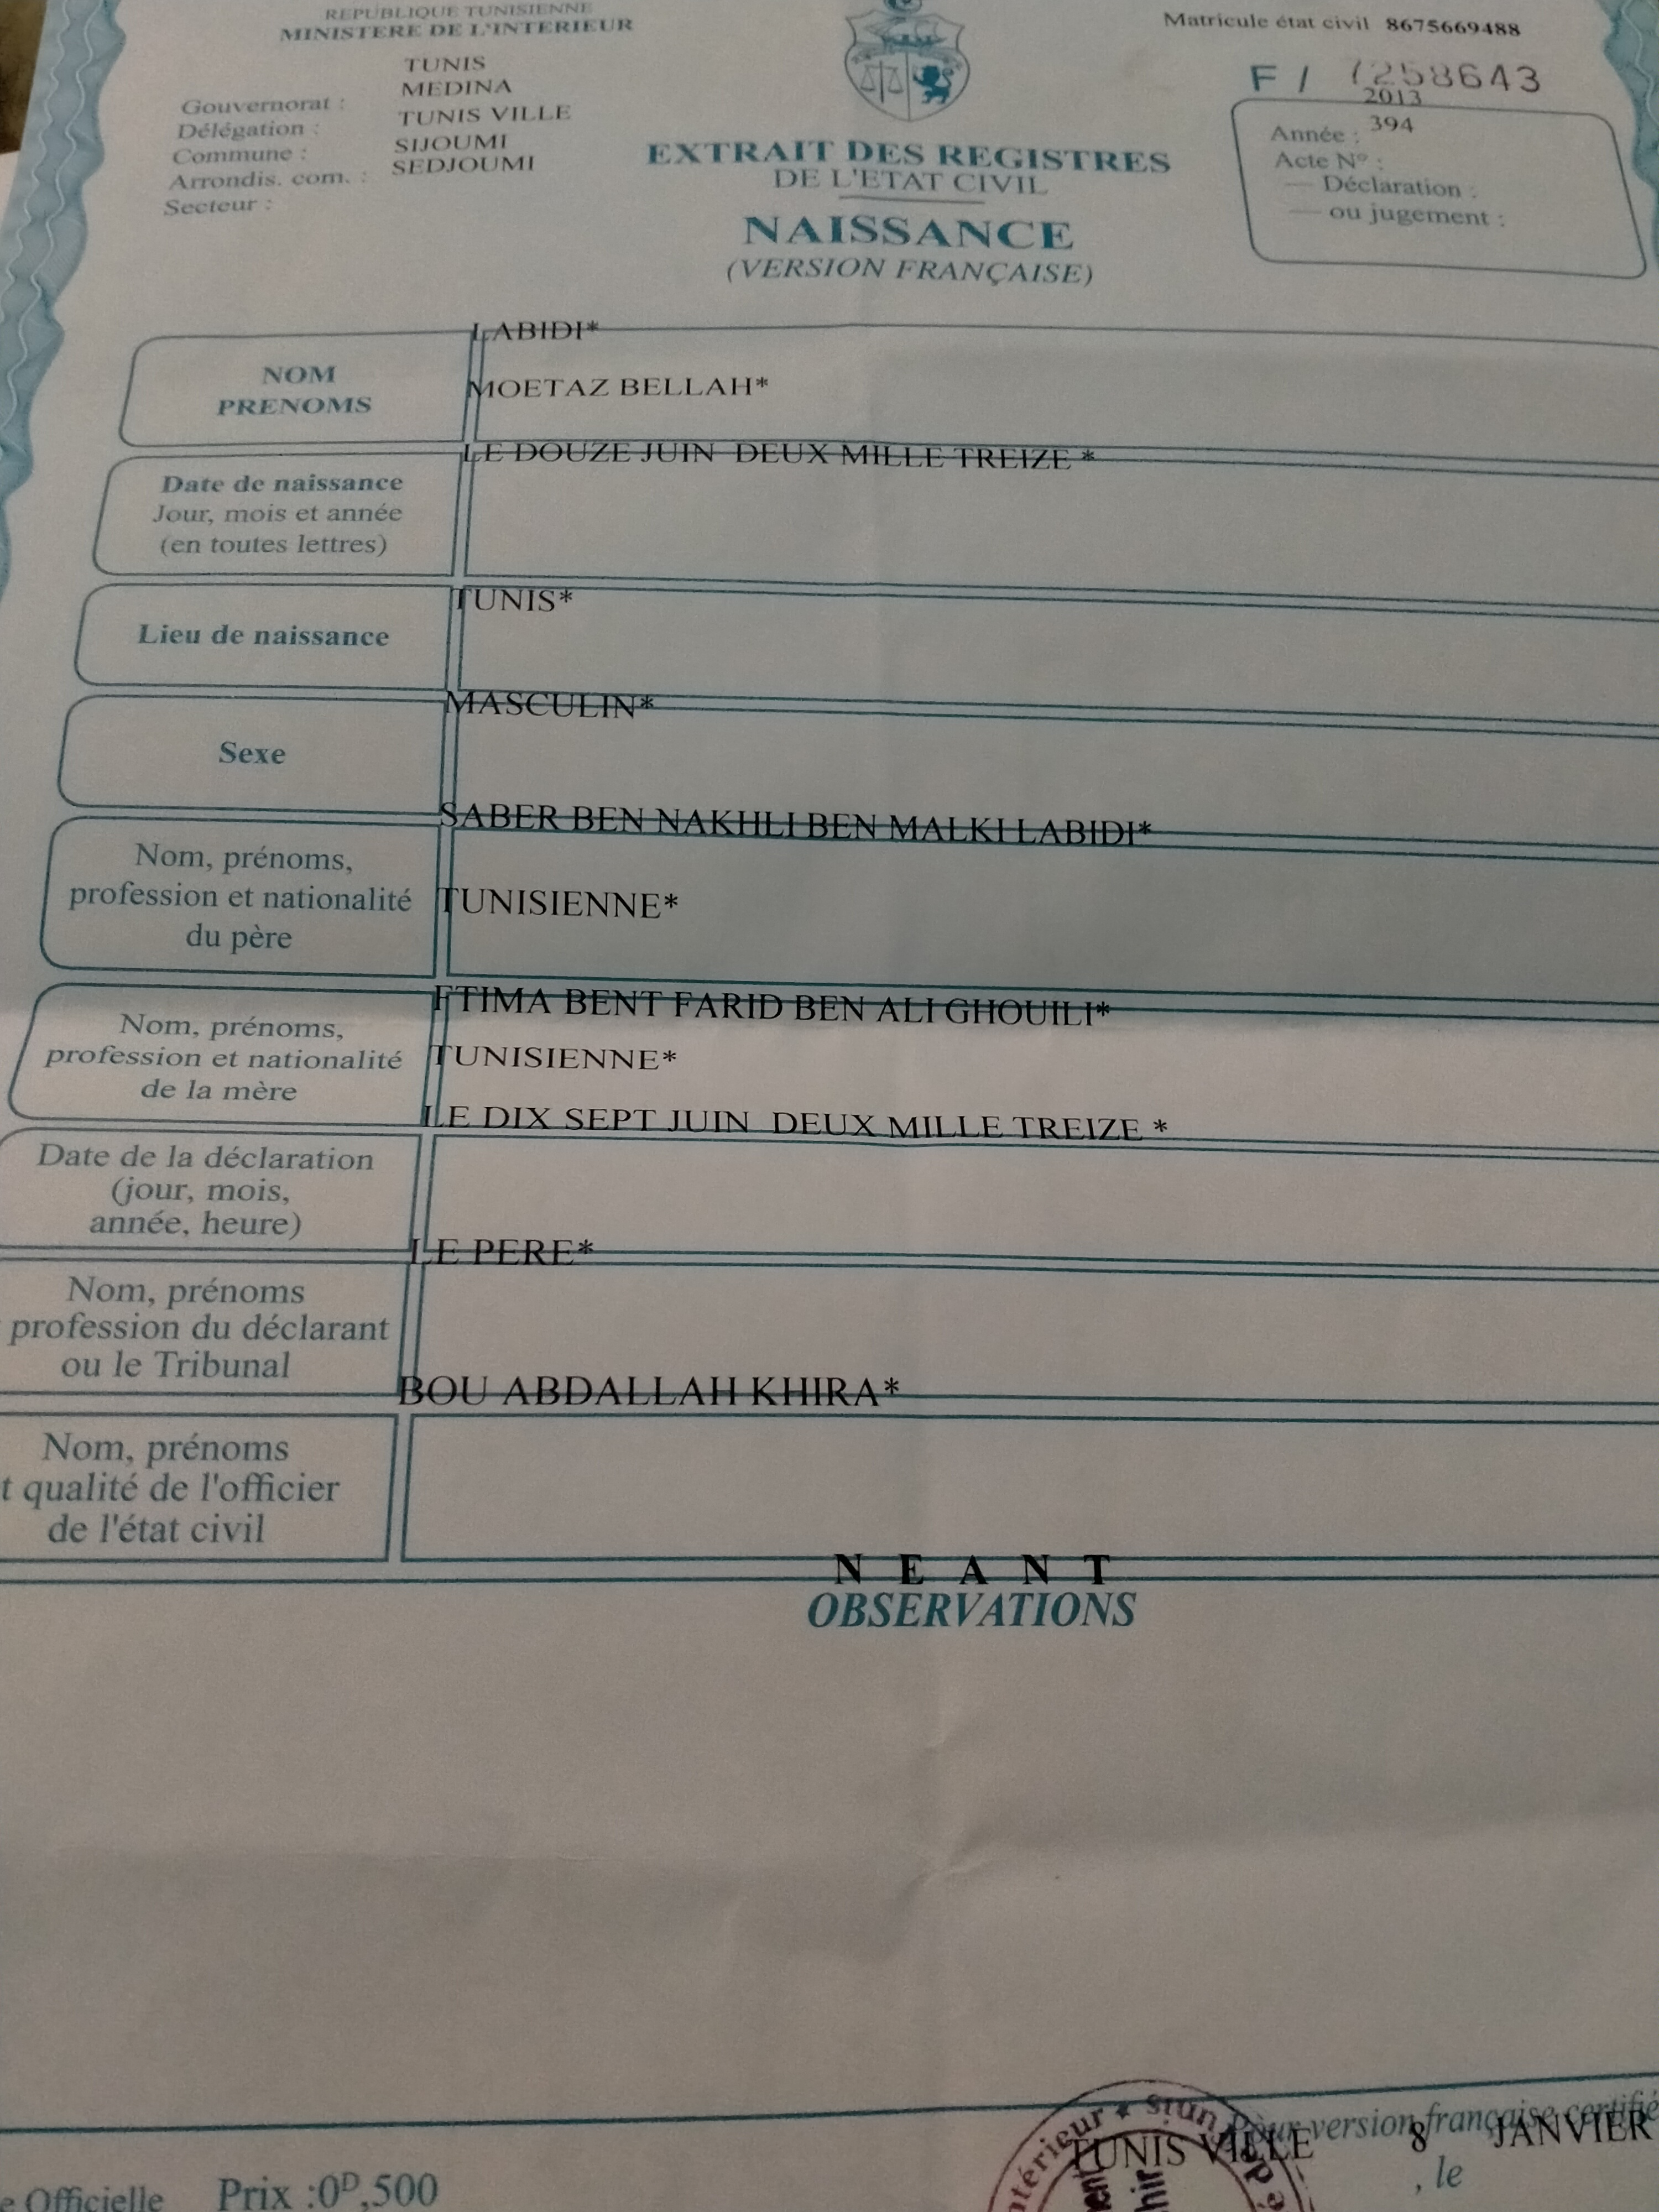 REPUBLIQUE TUNISIENNE
MINISTERE DE L'INTERIEUR
Matricule état civil 8675669488
F / 7258643
TUNIS
MEDINA
TUNIS VILLE
SIJOUMI
SEDJOUMI
Gouvernorat :
Délégation :
Commune :
Arrondis. com. :
Secteur :
EXTRAIT DES REGISTRES
DE L'ETAT CIVIL
NAISSANCE
(VERSION FRANÇAISE)
2013
Année :
394
Acte N° :
— Déclaration :
— ou jugement :
LABIDI*
NOM
PRENOMS
MOETAZ BELLAH*
LE DOUZE JUIN DEUX MILLE TREIZE *
Date de naissance
Jour, mois et année
(en toutes lettres)
TUNIS*
Lieu de naissance
MASCULIN*
Sexe
SABER BEN NAKHLI BEN MALKI LABIDI*
Nom, prénoms,
profession et nationalité
du père
TUNISIENNE*
FTIMA BENT FARID BEN ALI GHOUILI*
Nom, prénoms,
profession et nationalité
de la mère
TUNISIENNE*
LE DIX SEPT JUIN DEUX MILLE TREIZE *
Date de la déclaration
(jour, mois,
année, heure)
LE PERE*
Nom, prénoms
profession du déclarant
ou le Tribunal
BOU ABDALLAH KHIRA*
Nom, prénoms
t qualité de l'officier
de l'état civil
N E A N T
OBSERVATIONS
Pour version française certifié
TUNIS VILLE 8 JANVIER
, le
e Officielle Prix :0D,500